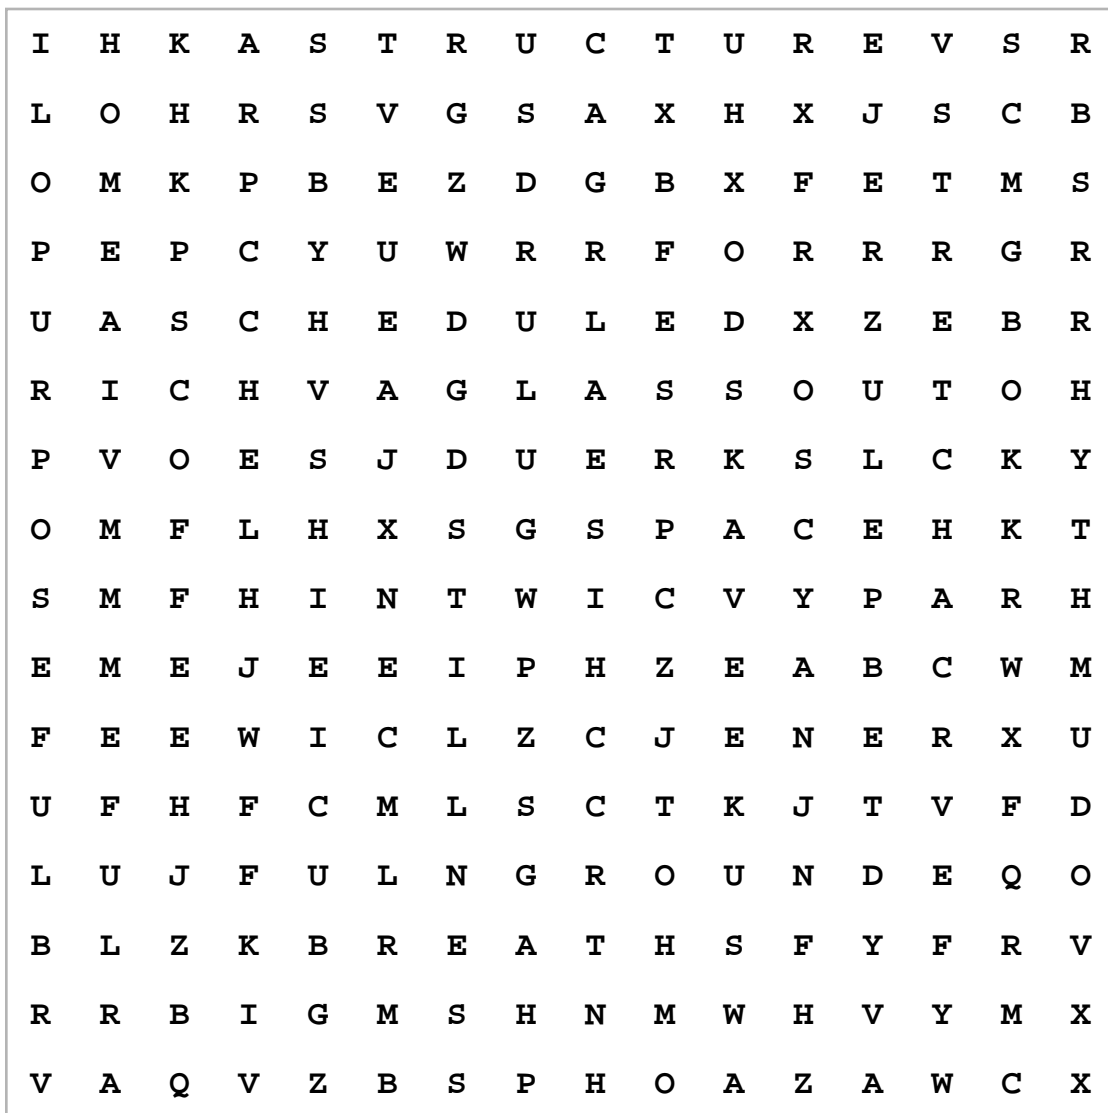 I H K A S T R U C T U R E V S R
L O H R S V G S A X H X J S C B
O M K P B E Z D G B X F E T M S
P E P C Y U W R R F O R R R G R
U A S C H E D U L E D X Z E B R
R I C H V A G L A S S O U T O H
P V O E S J D U E R K S L C K Y
O M F L H X S G S P A C E H K T
S M F H I N T W I C V Y P A R H
E M E J E E I P H Z E A B C W M
F E E W I C L Z C J E N E R X U
U F H F C M L S C T K J T V F D
L U J F U L N G R O U N D E Q O
B L Z K B R E A T H S F Y F R V
R R B I G M S H N M W H V Y M X
V A Q V Z B S P H O A Z A W C X